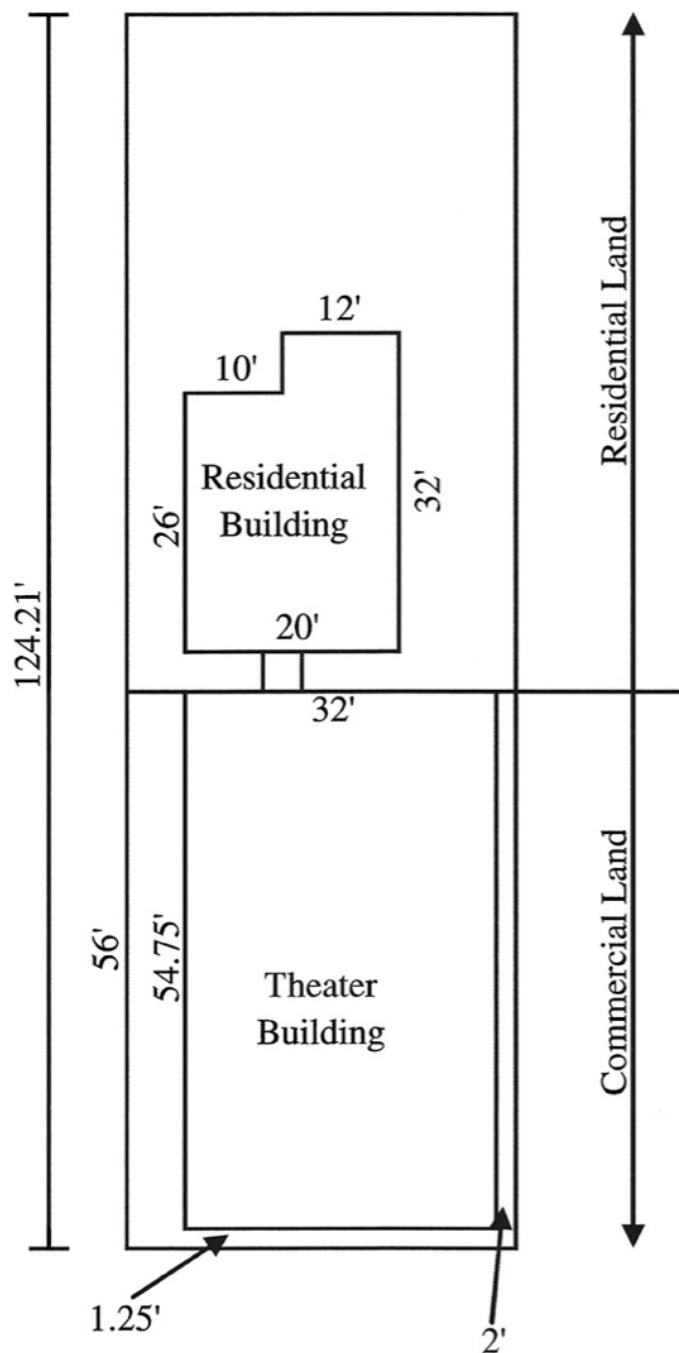 12'
10'
Residential
Building
26'
32'
20'
124.21'
Residential Land
32'
56'
54.75'
Theater
Building
Commercial Land
1.25'
2'